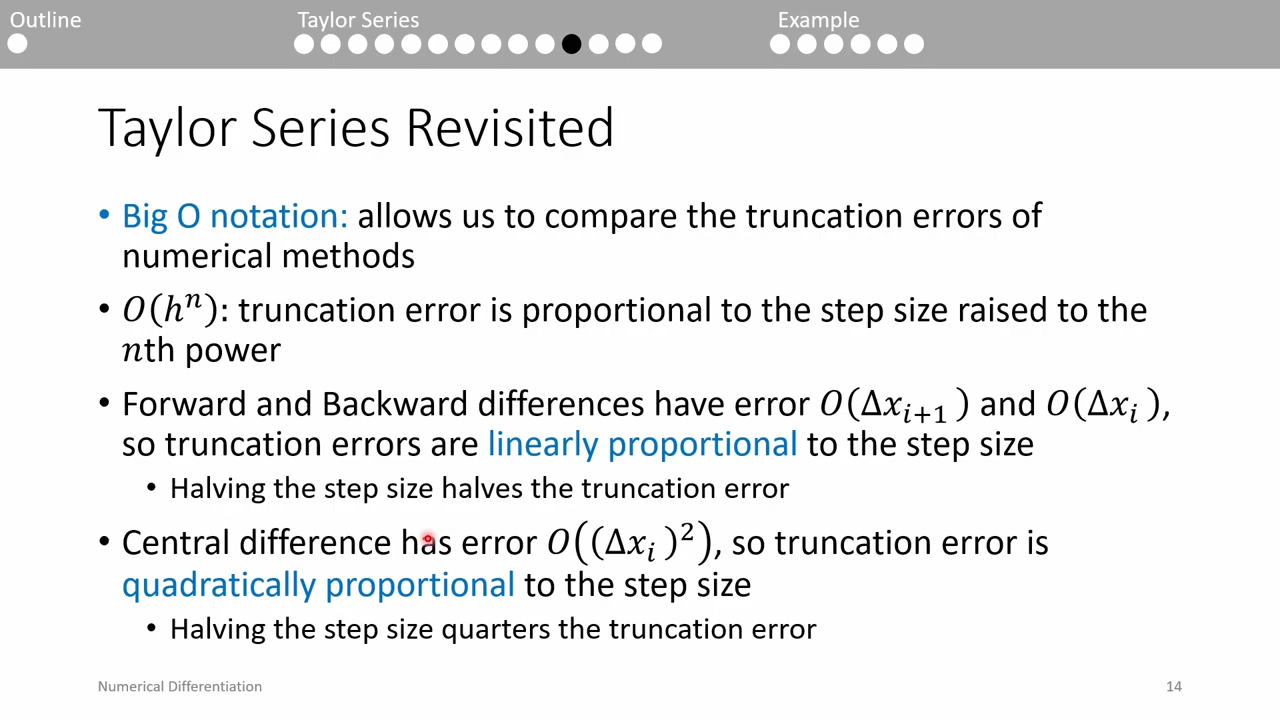 Outline
Taylor Series
Example
Taylor Series Revisited
• Big O notation: allows us to compare the truncation errors of
numerical methods
• 𝑂(ℎⁿ): truncation error is proportional to the step size raised to the
𝑛th power
• Forward and Backward differences have error 𝑂(Δ𝑥ᵢ₊₁) and 𝑂(Δ𝑥ᵢ),
so truncation errors are linearly proportional to the step size
• Halving the step size halves the truncation error
• Central difference has error 𝑂((Δ𝑥ᵢ)²), so truncation error is
quadratically proportional to the step size
• Halving the step size quarters the truncation error
Numerical Differentiation
14